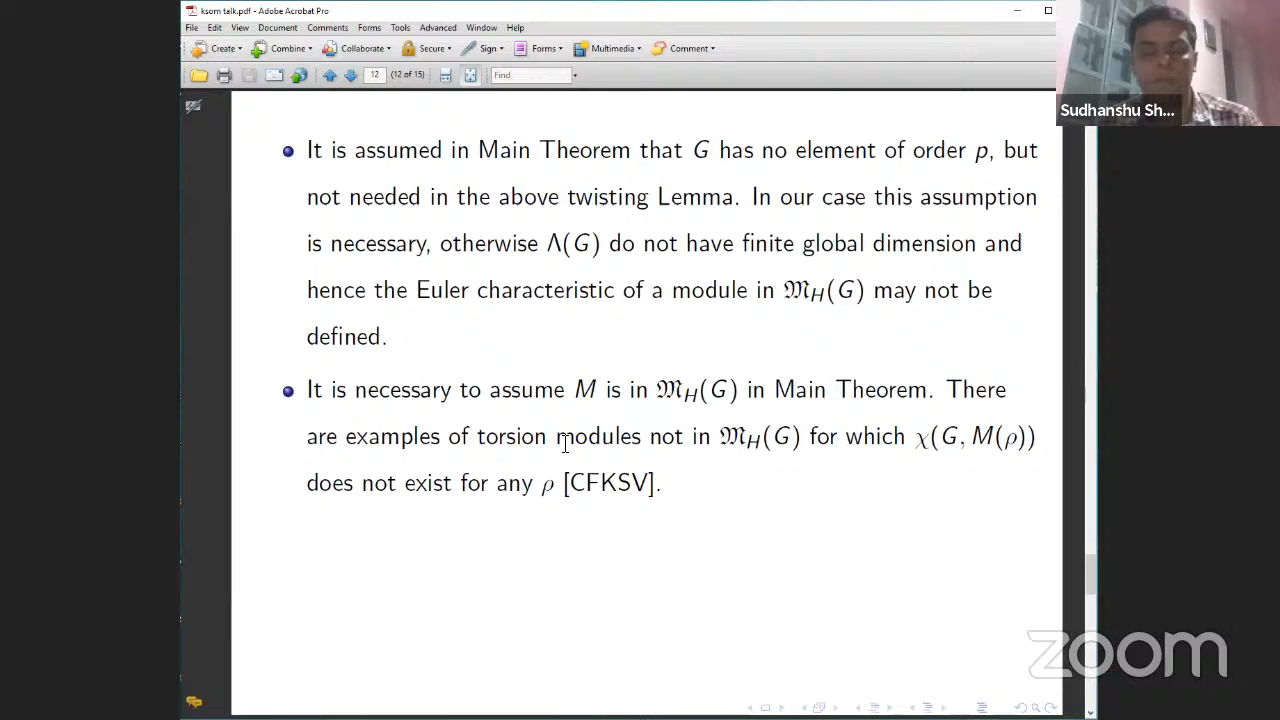 ksom talk.pdf - Adobe Acrobat Pro
File Edit View Document Comments Forms Tools Advanced Window Help
Create Combine Collaborate Secure Sign Forms Multimedia Comment
12 (12 of 15) Find
Sudhanshu Sh...
It is assumed in Main Theorem that G has no element of order p, but
not needed in the above twisting Lemma. In our case this assumption
is necessary, otherwise Λ(G) do not have finite global dimension and
hence the Euler characteristic of a module in 𝔐_H(G) may not be
defined.
It is necessary to assume M is in 𝔐_H(G) in Main Theorem. There
are examples of torsion modules not in 𝔐_H(G) for which χ(G, M(ρ))
does not exist for any ρ [CFKSV].
zoom